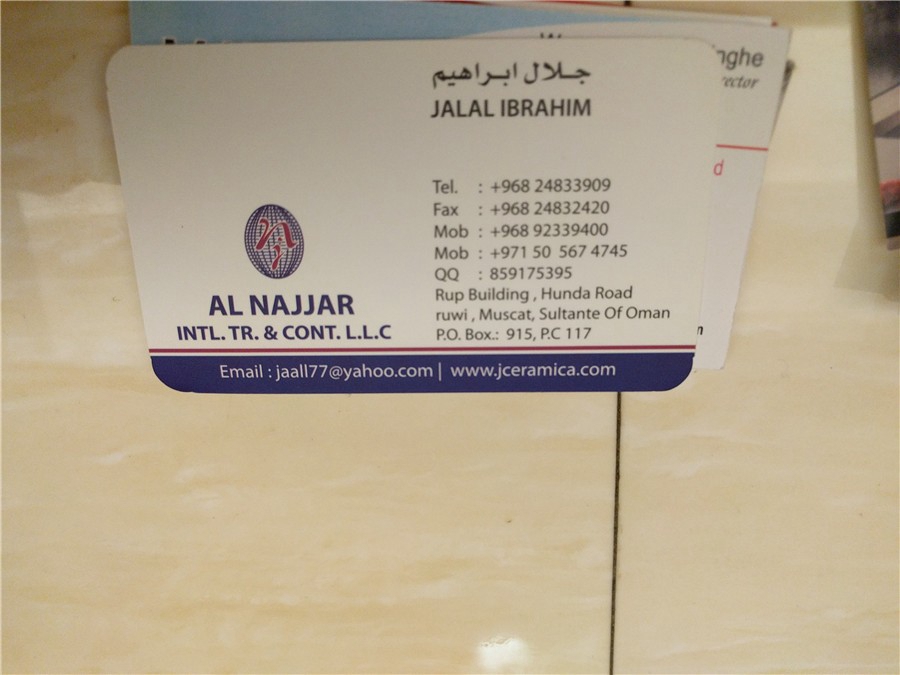 جلال ابراهيم
JALAL IBRAHIM
Tel. : +968 24833909
Fax : +968 24832420
Mob : +968 92339400
Mob : +971 50 567 4745
QQ : 859175395
Rup Building , Hunda Road
ruwi , Muscat, Sultante Of Oman
P.O. Box.: 915, P.C 117
AL NAJJAR
INTL. TR. & CONT. L.L.C
Email : jaall77@yahoo.com | www.jceramica.com